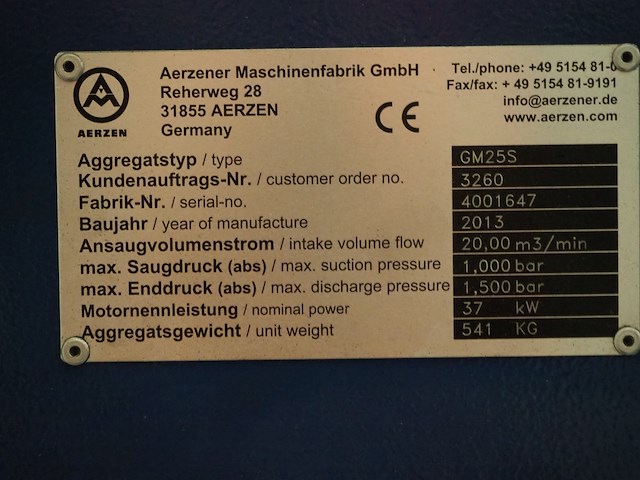 Aerzener Maschinenfabrik GmbH
Reherweg 28
31855 AERZEN
Germany
AERZEN
CE
Tel./phone: +49 5154 81-0
Fax/fax: + 49 5154 81-9191
info@aerzener.de
www.aerzen.com
Aggregatstyp / type GM25S
Kundenauftrags-Nr. / customer order no. 3260
Fabrik-Nr. / serial-no. 4001647
Baujahr / year of manufacture 2013
Ansaugvolumenstrom / intake volume flow 20,00 m3/min
max. Saugdruck (abs) / max. suction pressure 1,000 bar
max. Enddruck (abs) / max. discharge pressure 1,500 bar
Motornennleistung / nominal power 37 kW
Aggregatsgewicht / unit weight 541 KG